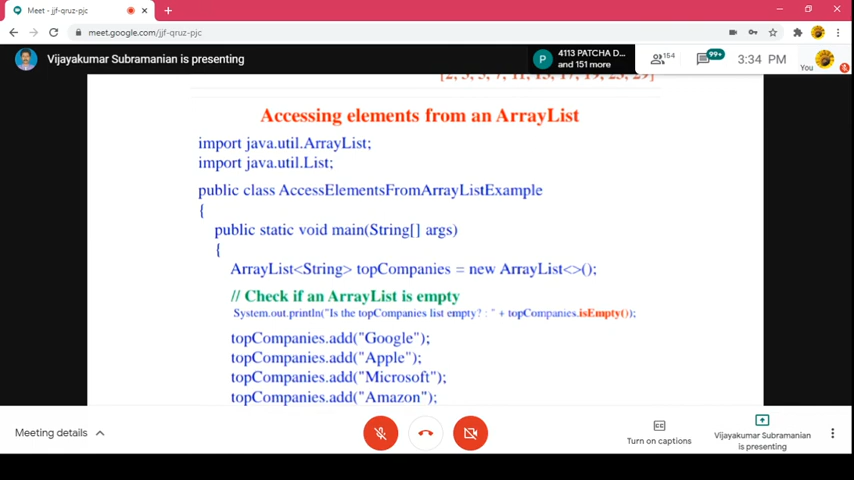 Meet - jjf-qruz-pjc
meet.google.com/jjf-qruz-pjc
Vijayakumar Subramanian is presenting
P
4113 PATCHA D...
and 151 more
154
99+
3:34 PM
You
[2, 3, 5, 7, 11, 13, 17, 19, 23, 29]
Accessing elements from an ArrayList
import java.util.ArrayList;
import java.util.List;
public class AccessElementsFromArrayListExample
{
public static void main(String[] args)
{
ArrayList<String> topCompanies = new ArrayList<>();
// Check if an ArrayList is empty
System.out.println("Is the topCompanies list empty? : " + topCompanies.isEmpty());
topCompanies.add("Google");
topCompanies.add("Apple");
topCompanies.add("Microsoft");
topCompanies.add("Amazon");
Meeting details
CC
Turn on captions
Vijayakumar Subramanian
is presenting